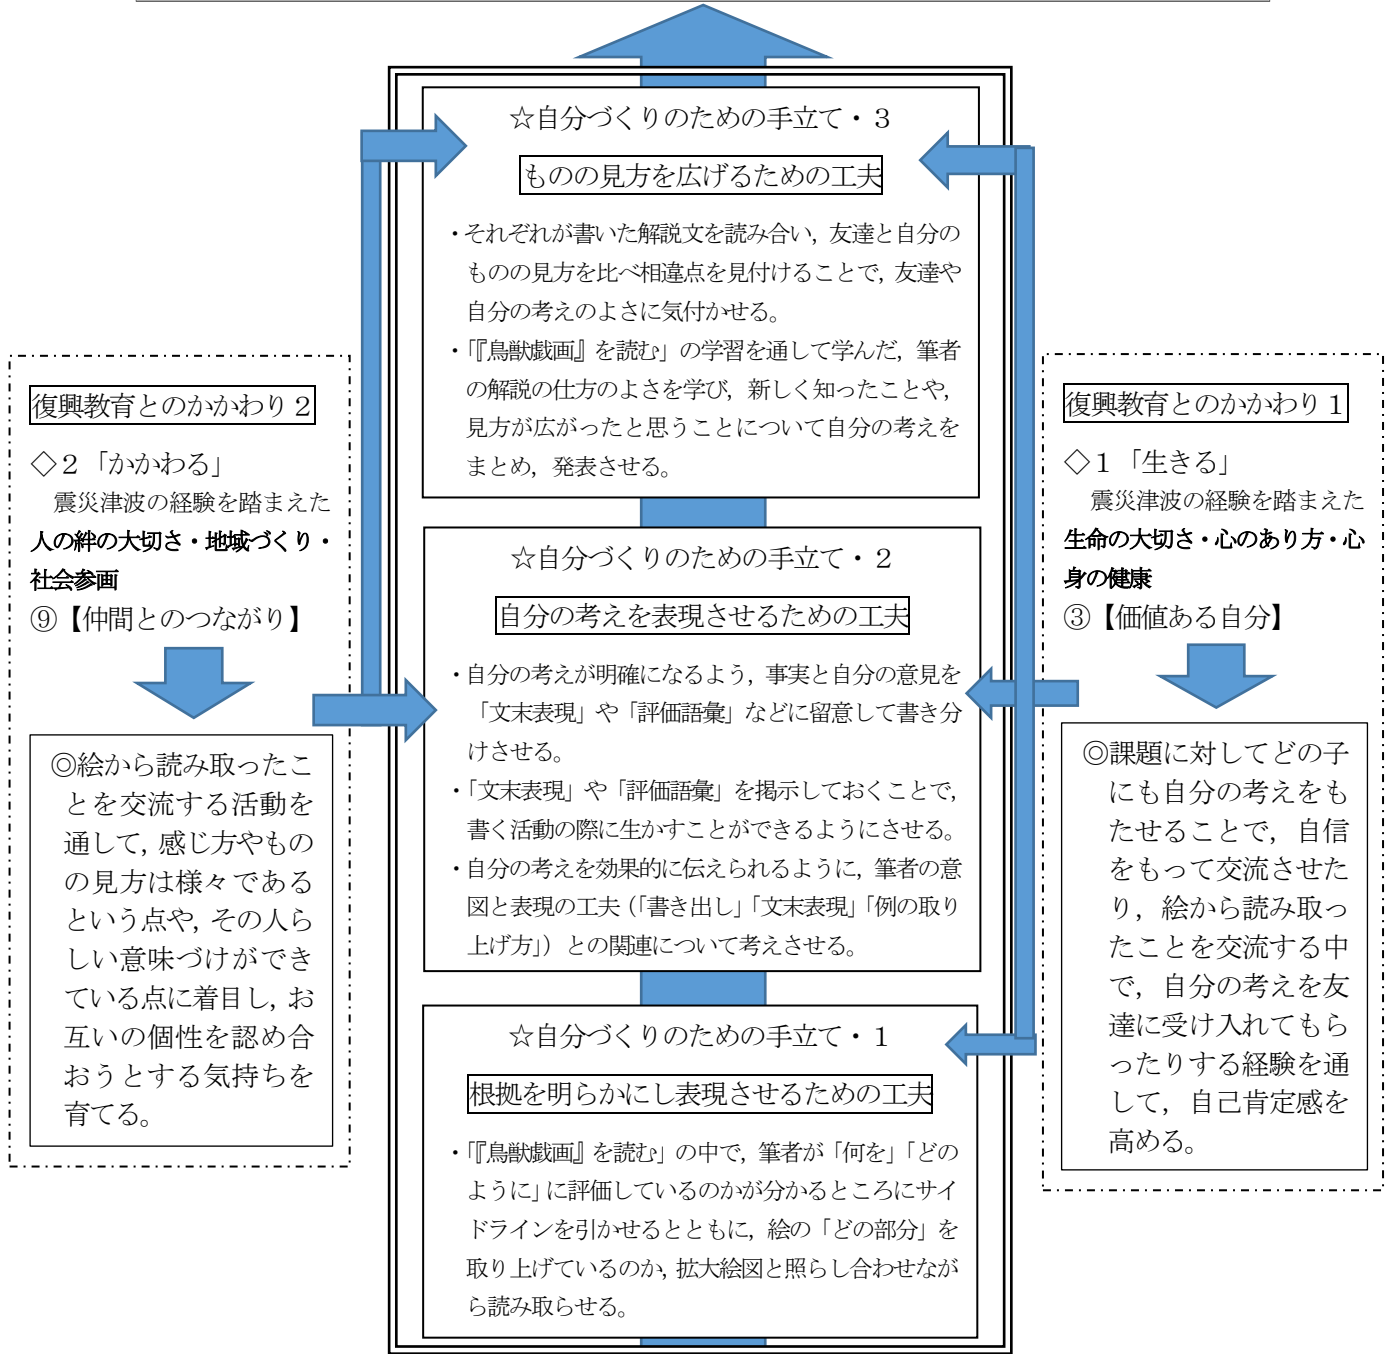 ☆自分づくりのための手立て・３
ものの見方を広げるための工夫
・それぞれが書いた解説文を読み合い，友達と自分の
ものの見方を比べ相違点を見付けることで，友達や
自分の考えのよさに気付かせる。
・「『鳥獣戯画』を読む」の学習を通して学んだ，筆者
の解説の仕方のよさを学び，新しく知ったことや，
見方が広がったと思うことについて自分の考えを
まとめ，発表させる。
復興教育とのかかわり２
◇２「かかわる」
震災津波の経験を踏まえた
人の絆の大切さ・地域づくり・
社会参画
⑨【仲間とのつながり】
◎絵から読み取ったこ
とを交流する活動を
通して，感じ方やもの
の見方は様々である
という点や，その人ら
しい意味づけができ
ている点に着目し，お
互いの個性を認め合
おうとする気持ちを
育てる。
☆自分づくりのための手立て・２
自分の考えを表現させるための工夫
・自分の考えが明確になるよう，事実と自分の意見を
「文末表現」や「評価語彙」などに留意して書き分
けさせる。
・「文末表現」や「評価語彙」を掲示しておくことで，
書く活動の際に生かすことができるようにさせる。
・自分の考えを効果的に伝えられるように，筆者の意
図と表現の工夫（「書き出し」「文末表現」「例の取り
上げ方」）との関連について考えさせる。
復興教育とのかかわり１
◇１「生きる」
震災津波の経験を踏まえた
生命の大切さ・心のあり方・心
身の健康
③【価値ある自分】
◎課題に対してどの子
にも自分の考えをも
たせることで，自信
をもって交流させた
り，絵から読み取っ
たことを交流する中
で，自分の考えを友
達に受け入れてもら
ったりする経験を通
して，自己肯定感を
高める。
☆自分づくりのための手立て・１
根拠を明らかにし表現させるための工夫
・「『鳥獣戯画』を読む」の中で，筆者が「何を」「どの
ように」に評価しているのかが分かるところにサイ
ドラインを引かせるとともに，絵の「どの部分」を
取り上げているのか，拡大絵図と照らし合わせなが
ら読み取らせる。